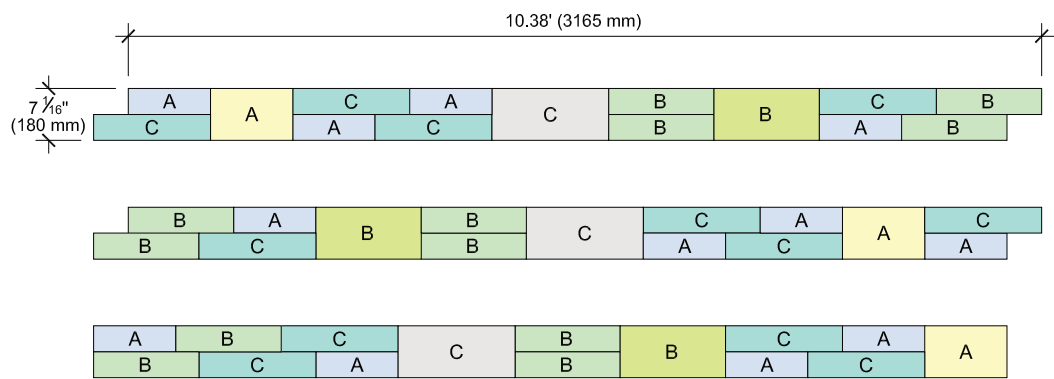 10.38' (3165 mm)
7 1⁄16"
(180 mm)
A A C A C B B C B
C A C B A B
B A B B C C A A C
B C B A C A
A B C C B B C A A
B C A B A C